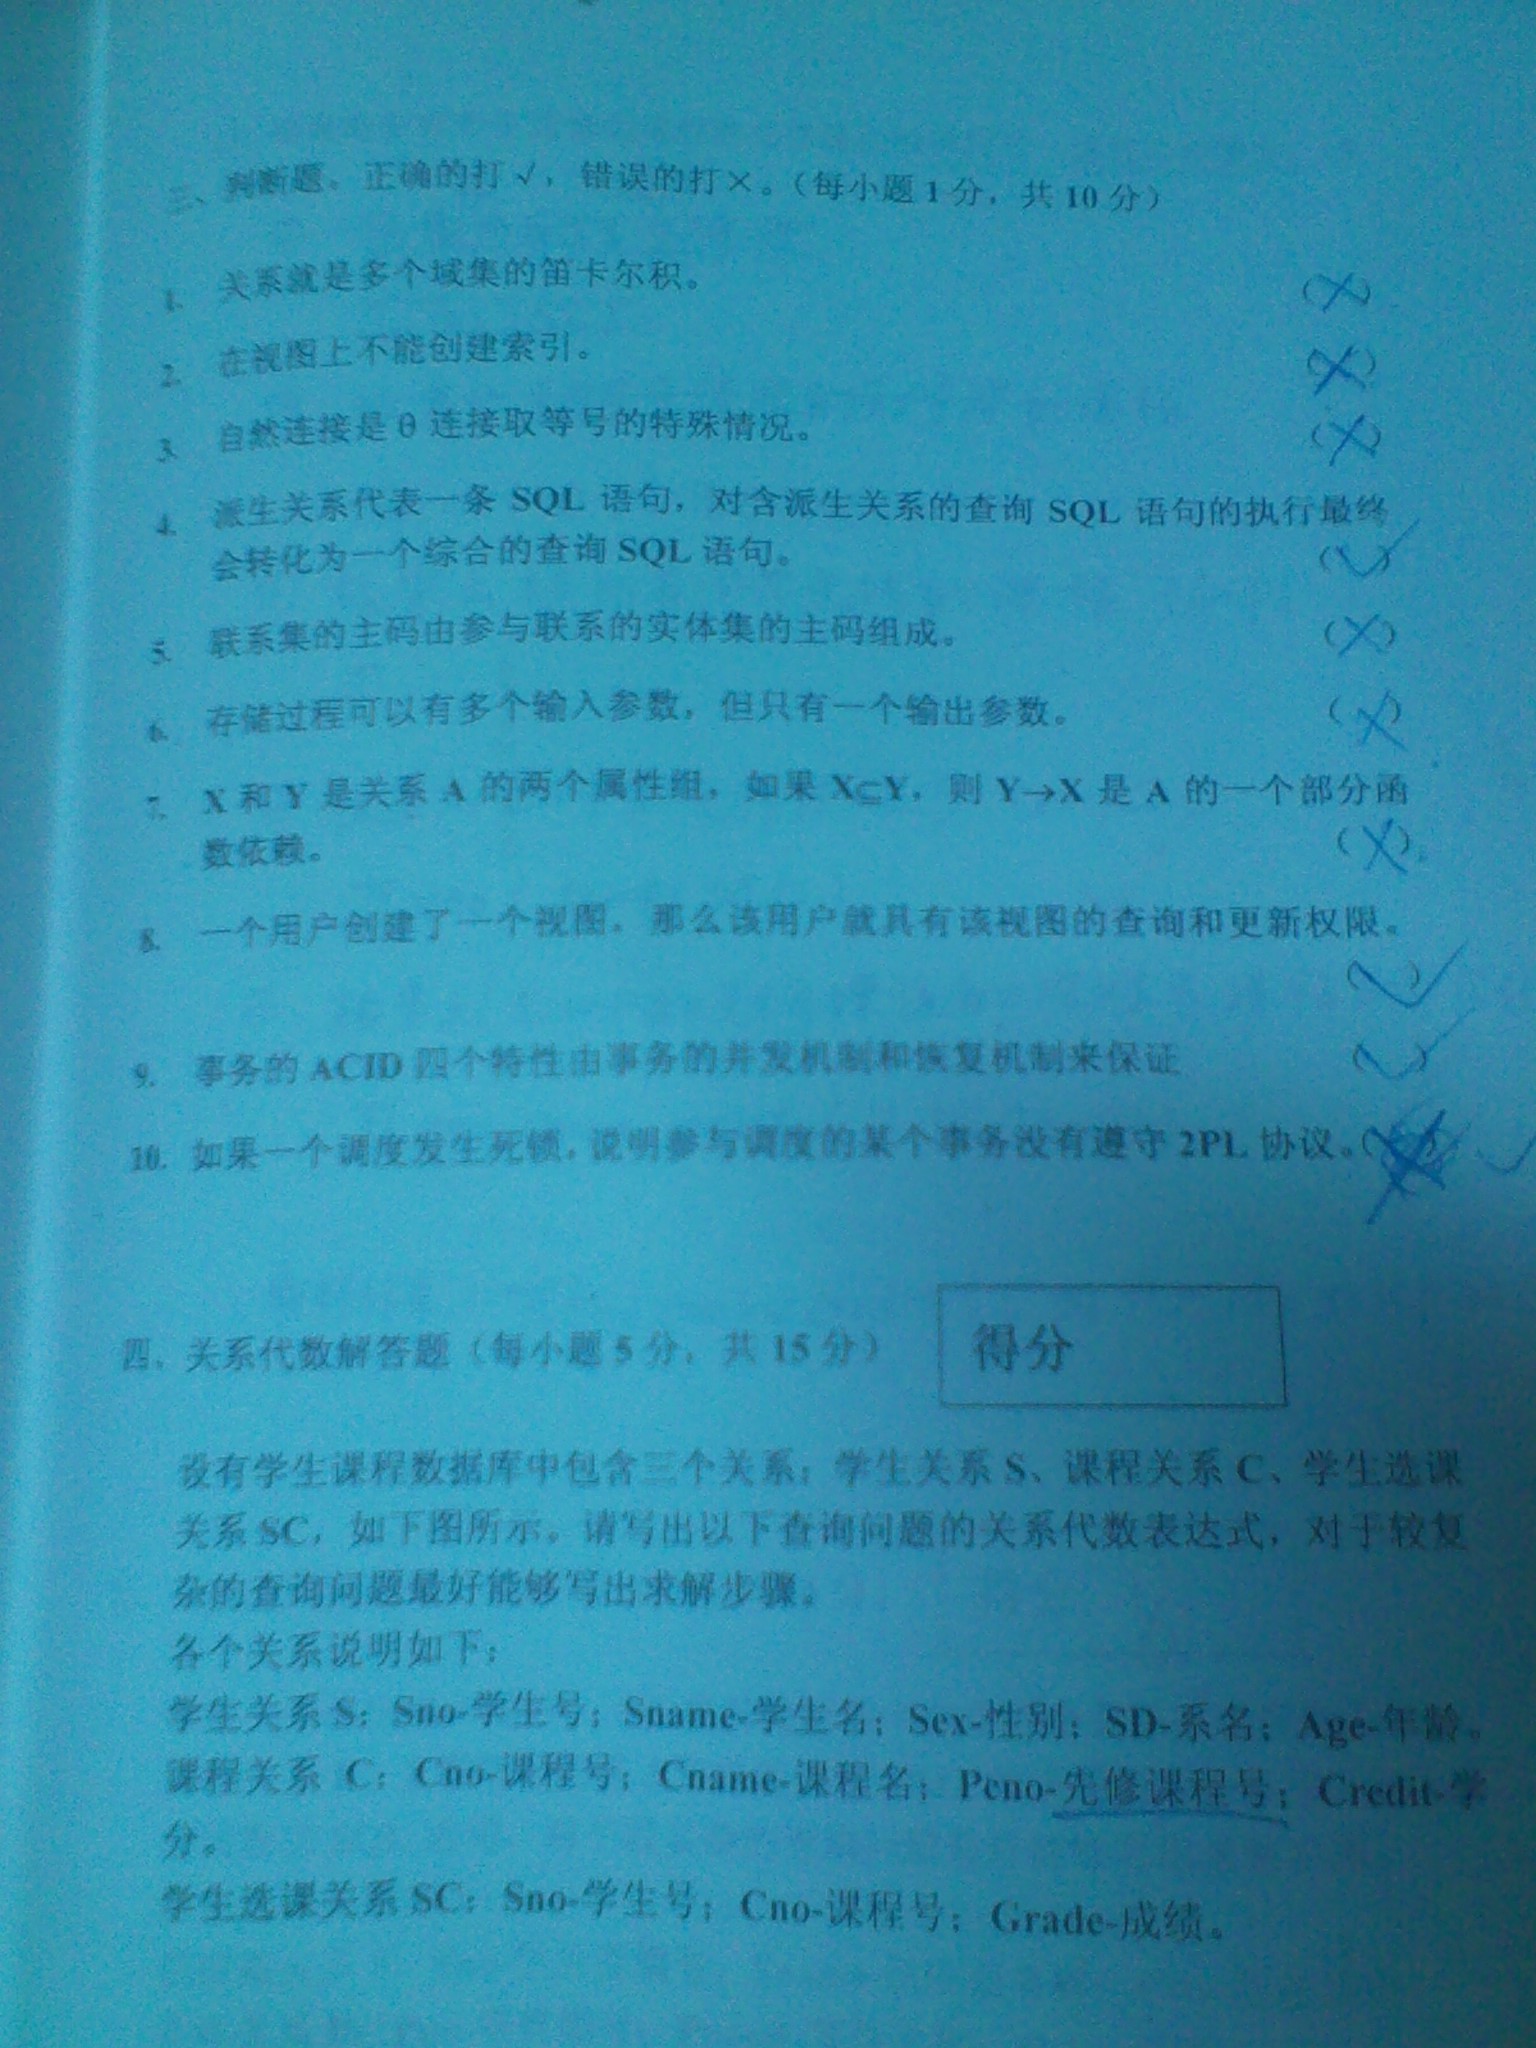 三、判断题。正确的打√，错误的打×。（每小题1分，共10分）
1. 关系就是多个域集的笛卡尔积。 (×)
2. 在视图上不能创建索引。 (×)
3. 自然连接是θ连接取等号的特殊情况。 (×)
4. 派生关系代表一条 SQL 语句，对含派生关系的查询 SQL 语句的执行最终
会转化为一个综合的查询 SQL 语句。 (√)
5. 联系集的主码由参与联系的实体集的主码组成。 (×)
6. 存储过程可以有多个输入参数，但只有一个输出参数。 (×)
7. X 和 Y 是关系 A 的两个属性组，如果 X⊆Y，则 Y→X 是 A 的一个部分函
数依赖。 (×)
8. 一个用户创建了一个视图，那么该用户就具有该视图的查询和更新权限。
(√)
9. 事务的 ACID 四个特性由事务的并发机制和恢复机制来保证 (√)
10. 如果一个调度发生死锁，说明参与调度的某个事务没有遵守 2PL 协议。( ) √
四、关系代数解答题（每小题5分，共15分） 得分
设有学生课程数据库中包含三个关系：学生关系 S、课程关系 C、学生选课
关系 SC，如下图所示。请写出以下查询问题的关系代数表达式，对于较复
杂的查询问题最好能够写出求解步骤。
各个关系说明如下：
学生关系 S：Sno-学生号；Sname-学生名；Sex-性别；SD-系名；Age-年龄。
课程关系 C：Cno-课程号；Cname-课程名；Pcno-先修课程号；Credit-学
分。
学生选课关系 SC：Sno-学生号；Cno-课程号；Grade-成绩。